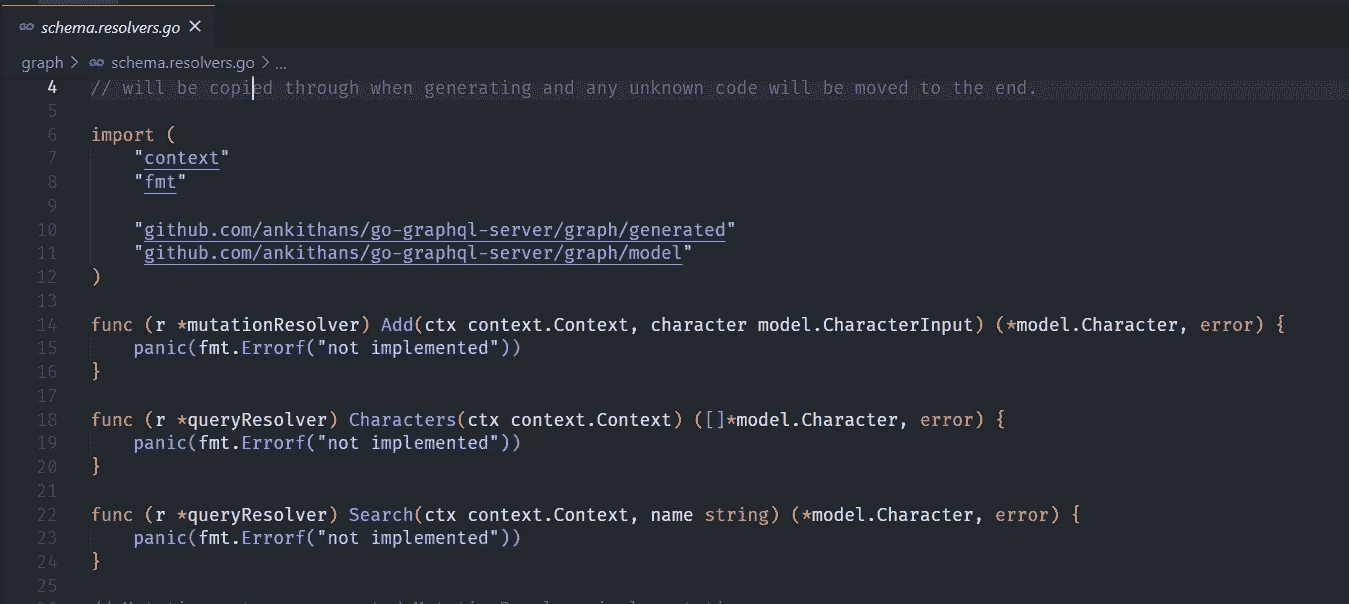 schema.resolvers.go
graph > schema.resolvers.go > ...
4 // will be copied through when generating and any unknown code will be moved to the end.
5
6 import (
7 "context"
8 "fmt"
9
10 "github.com/ankithans/go-graphql-server/graph/generated"
11 "github.com/ankithans/go-graphql-server/graph/model"
12 )
13
14 func (r *mutationResolver) Add(ctx context.Context, character model.CharacterInput) (*model.Character, error) {
15 panic(fmt.Errorf("not implemented"))
16 }
17
18 func (r *queryResolver) Characters(ctx context.Context) ([]*model.Character, error) {
19 panic(fmt.Errorf("not implemented"))
20 }
21
22 func (r *queryResolver) Search(ctx context.Context, name string) (*model.Character, error) {
23 panic(fmt.Errorf("not implemented"))
24 }
25